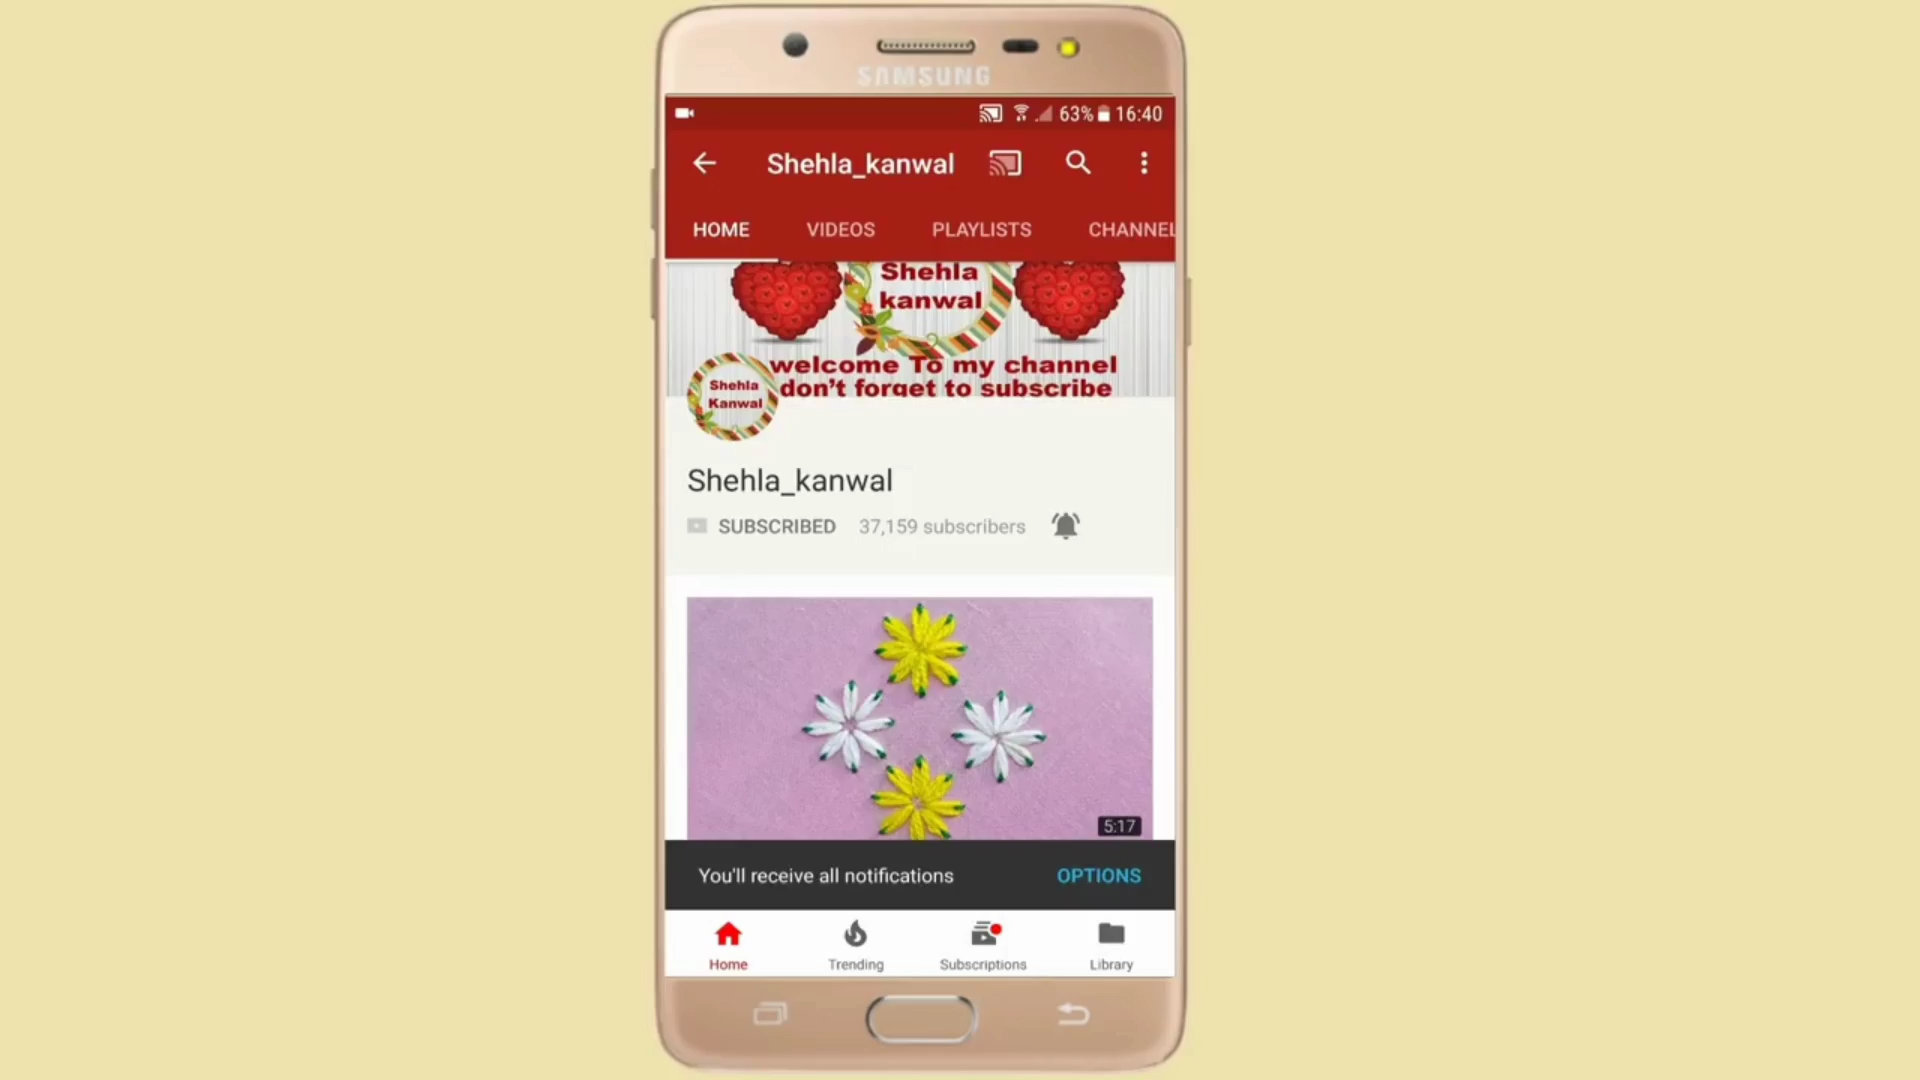 SAMSUNG
63% 16:40
Shehla_kanwal
HOME VIDEOS PLAYLISTS CHANNEL
Shehla
kanwal
welcome To my channel
don't forget to subscribe
Shehla
Kanwal
Shehla_kanwal
SUBSCRIBED 37,159 subscribers
5:17
You'll receive all notifications OPTIONS
Home Trending Subscriptions Library